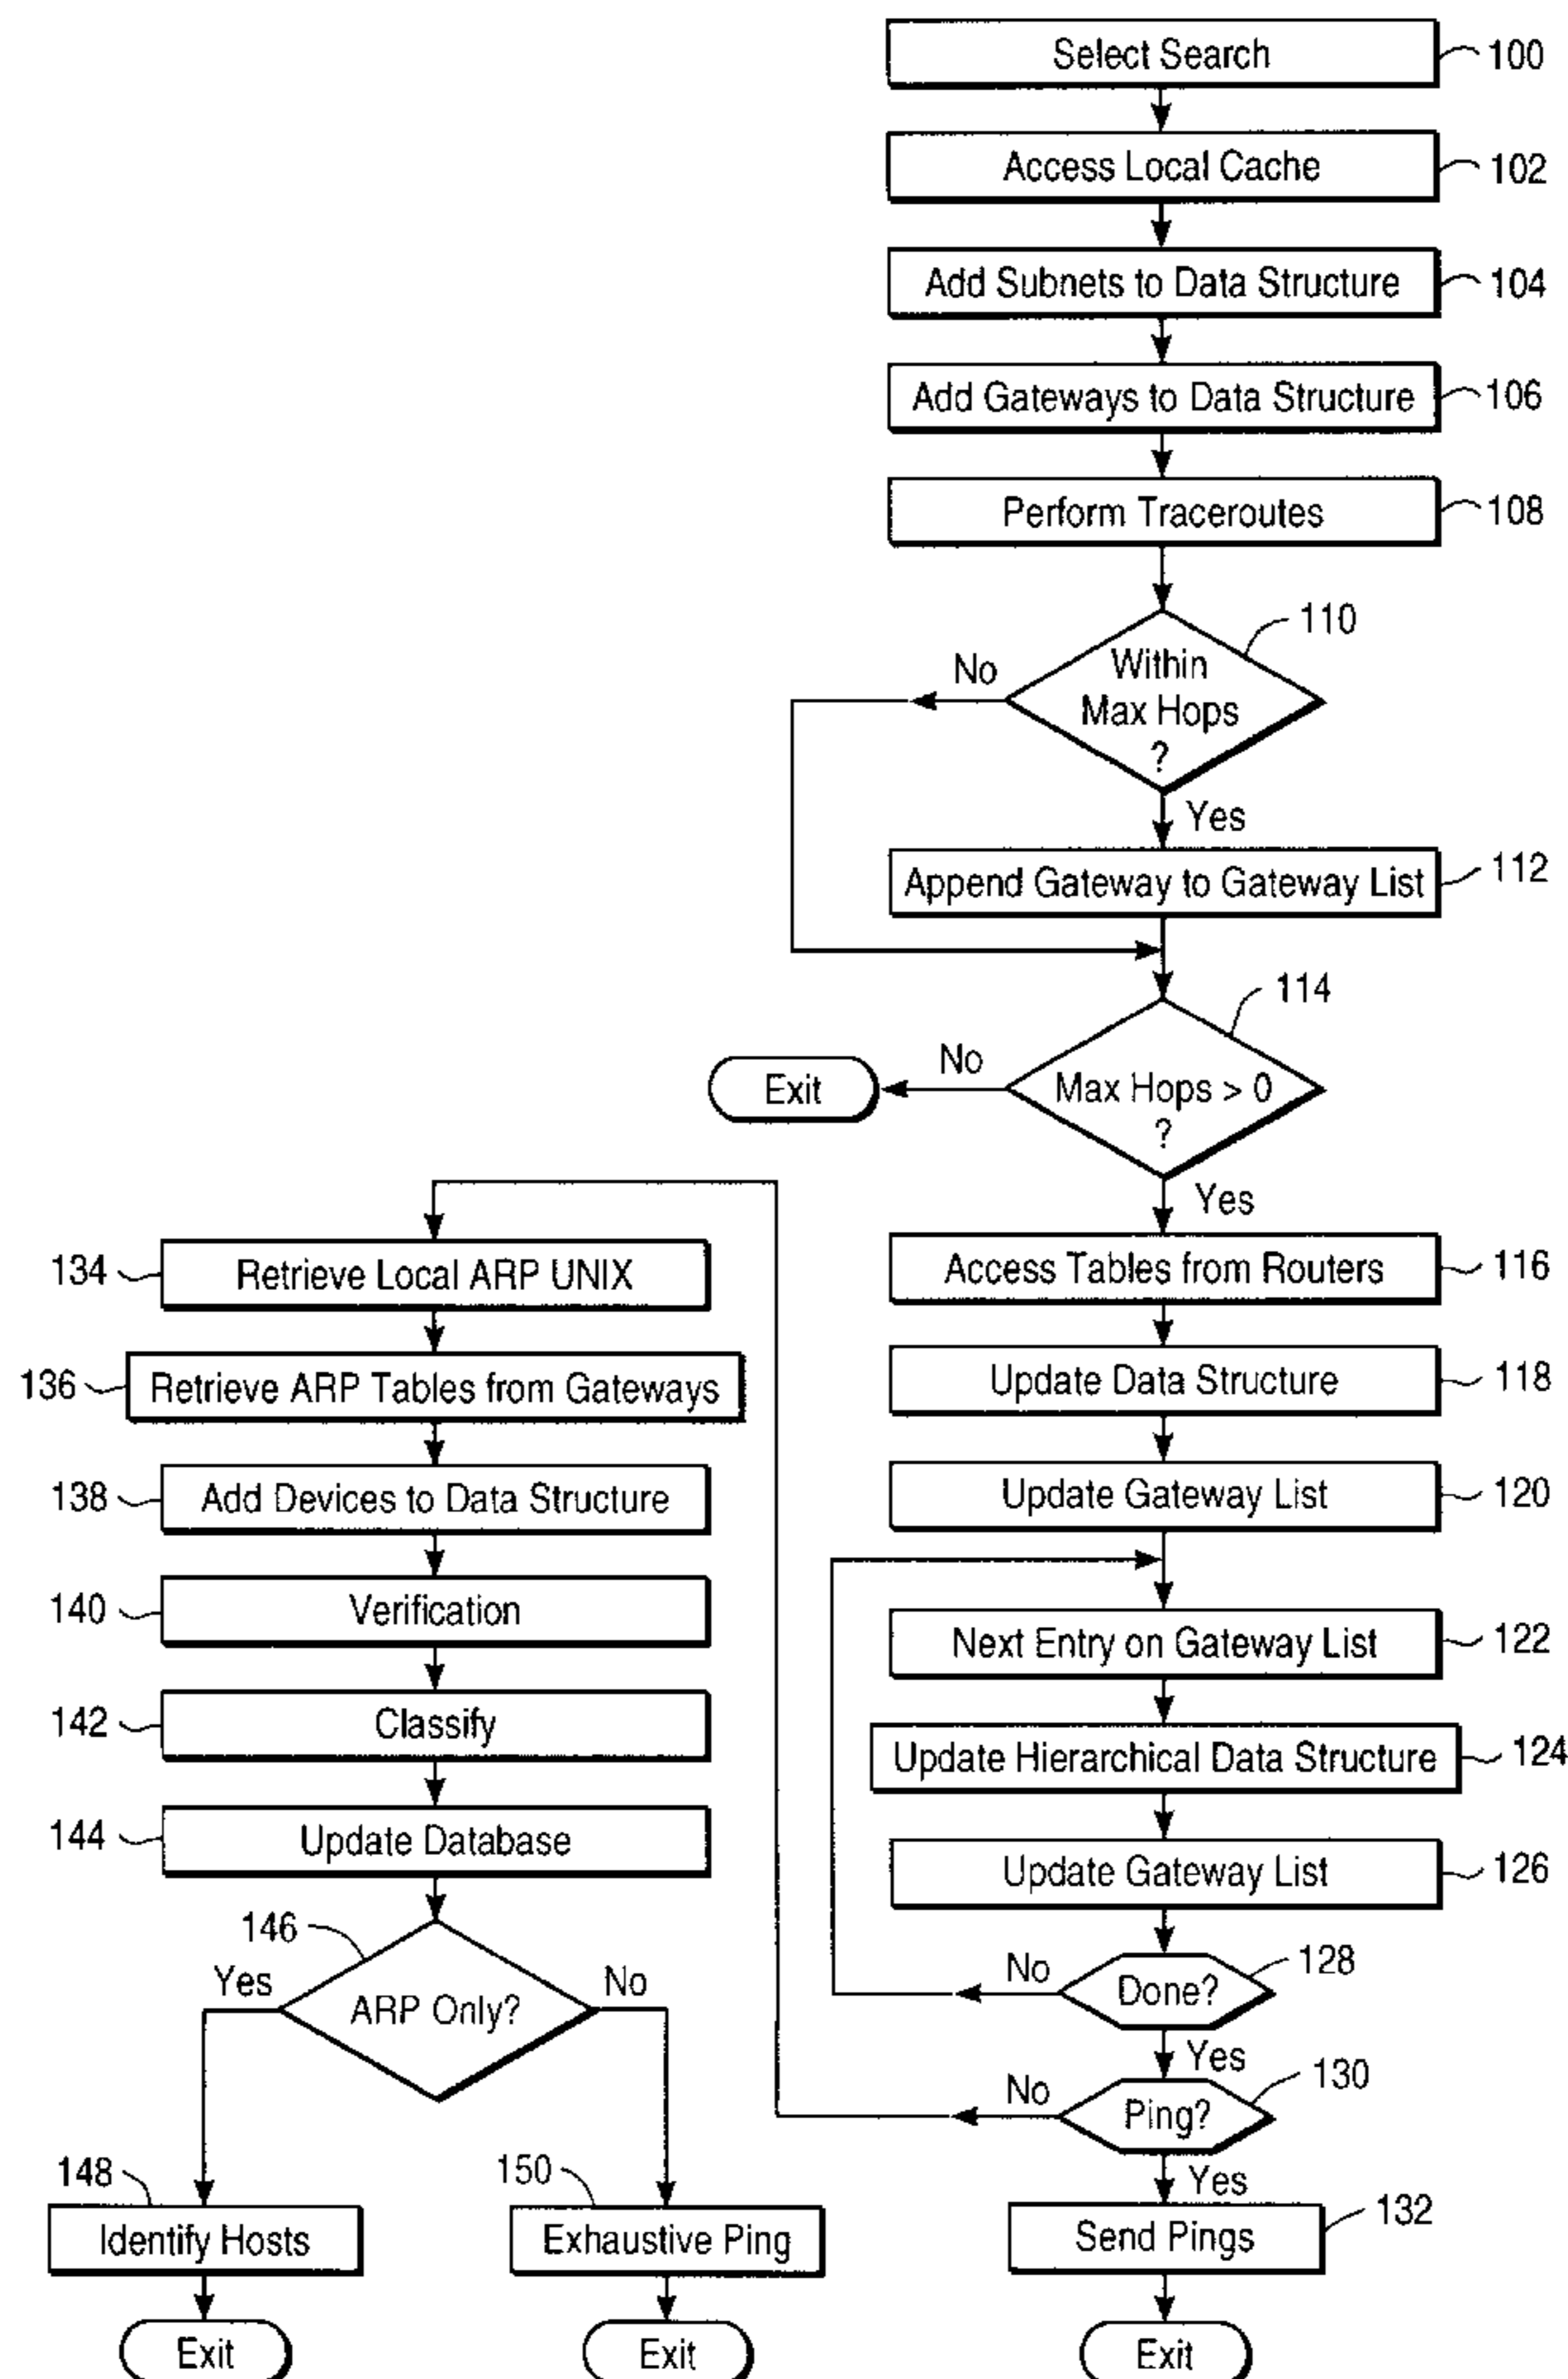 Select Search
100
Access Local Cache
102
Add Subnets to Data Structure
104
Add Gateways to Data Structure
106
Perform Traceroutes
108
110
Within
Max Hops
?
No
Yes
Append Gateway to Gateway List
112
114
Max Hops > 0
?
No
Exit
Yes
Access Tables from Routers
116
Update Data Structure
118
Update Gateway List
120
Next Entry on Gateway List
122
Update Hierarchical Data Structure
124
Update Gateway List
126
128
Done?
No
Yes
130
Ping?
No
Yes
Send Pings
132
Exit
134
Retrieve Local ARP UNIX
136
Retrieve ARP Tables from Gateways
138
Add Devices to Data Structure
140
Verification
142
Classify
144
Update Database
146
ARP Only?
Yes
No
148
Identify Hosts
Exit
150
Exhaustive Ping
Exit